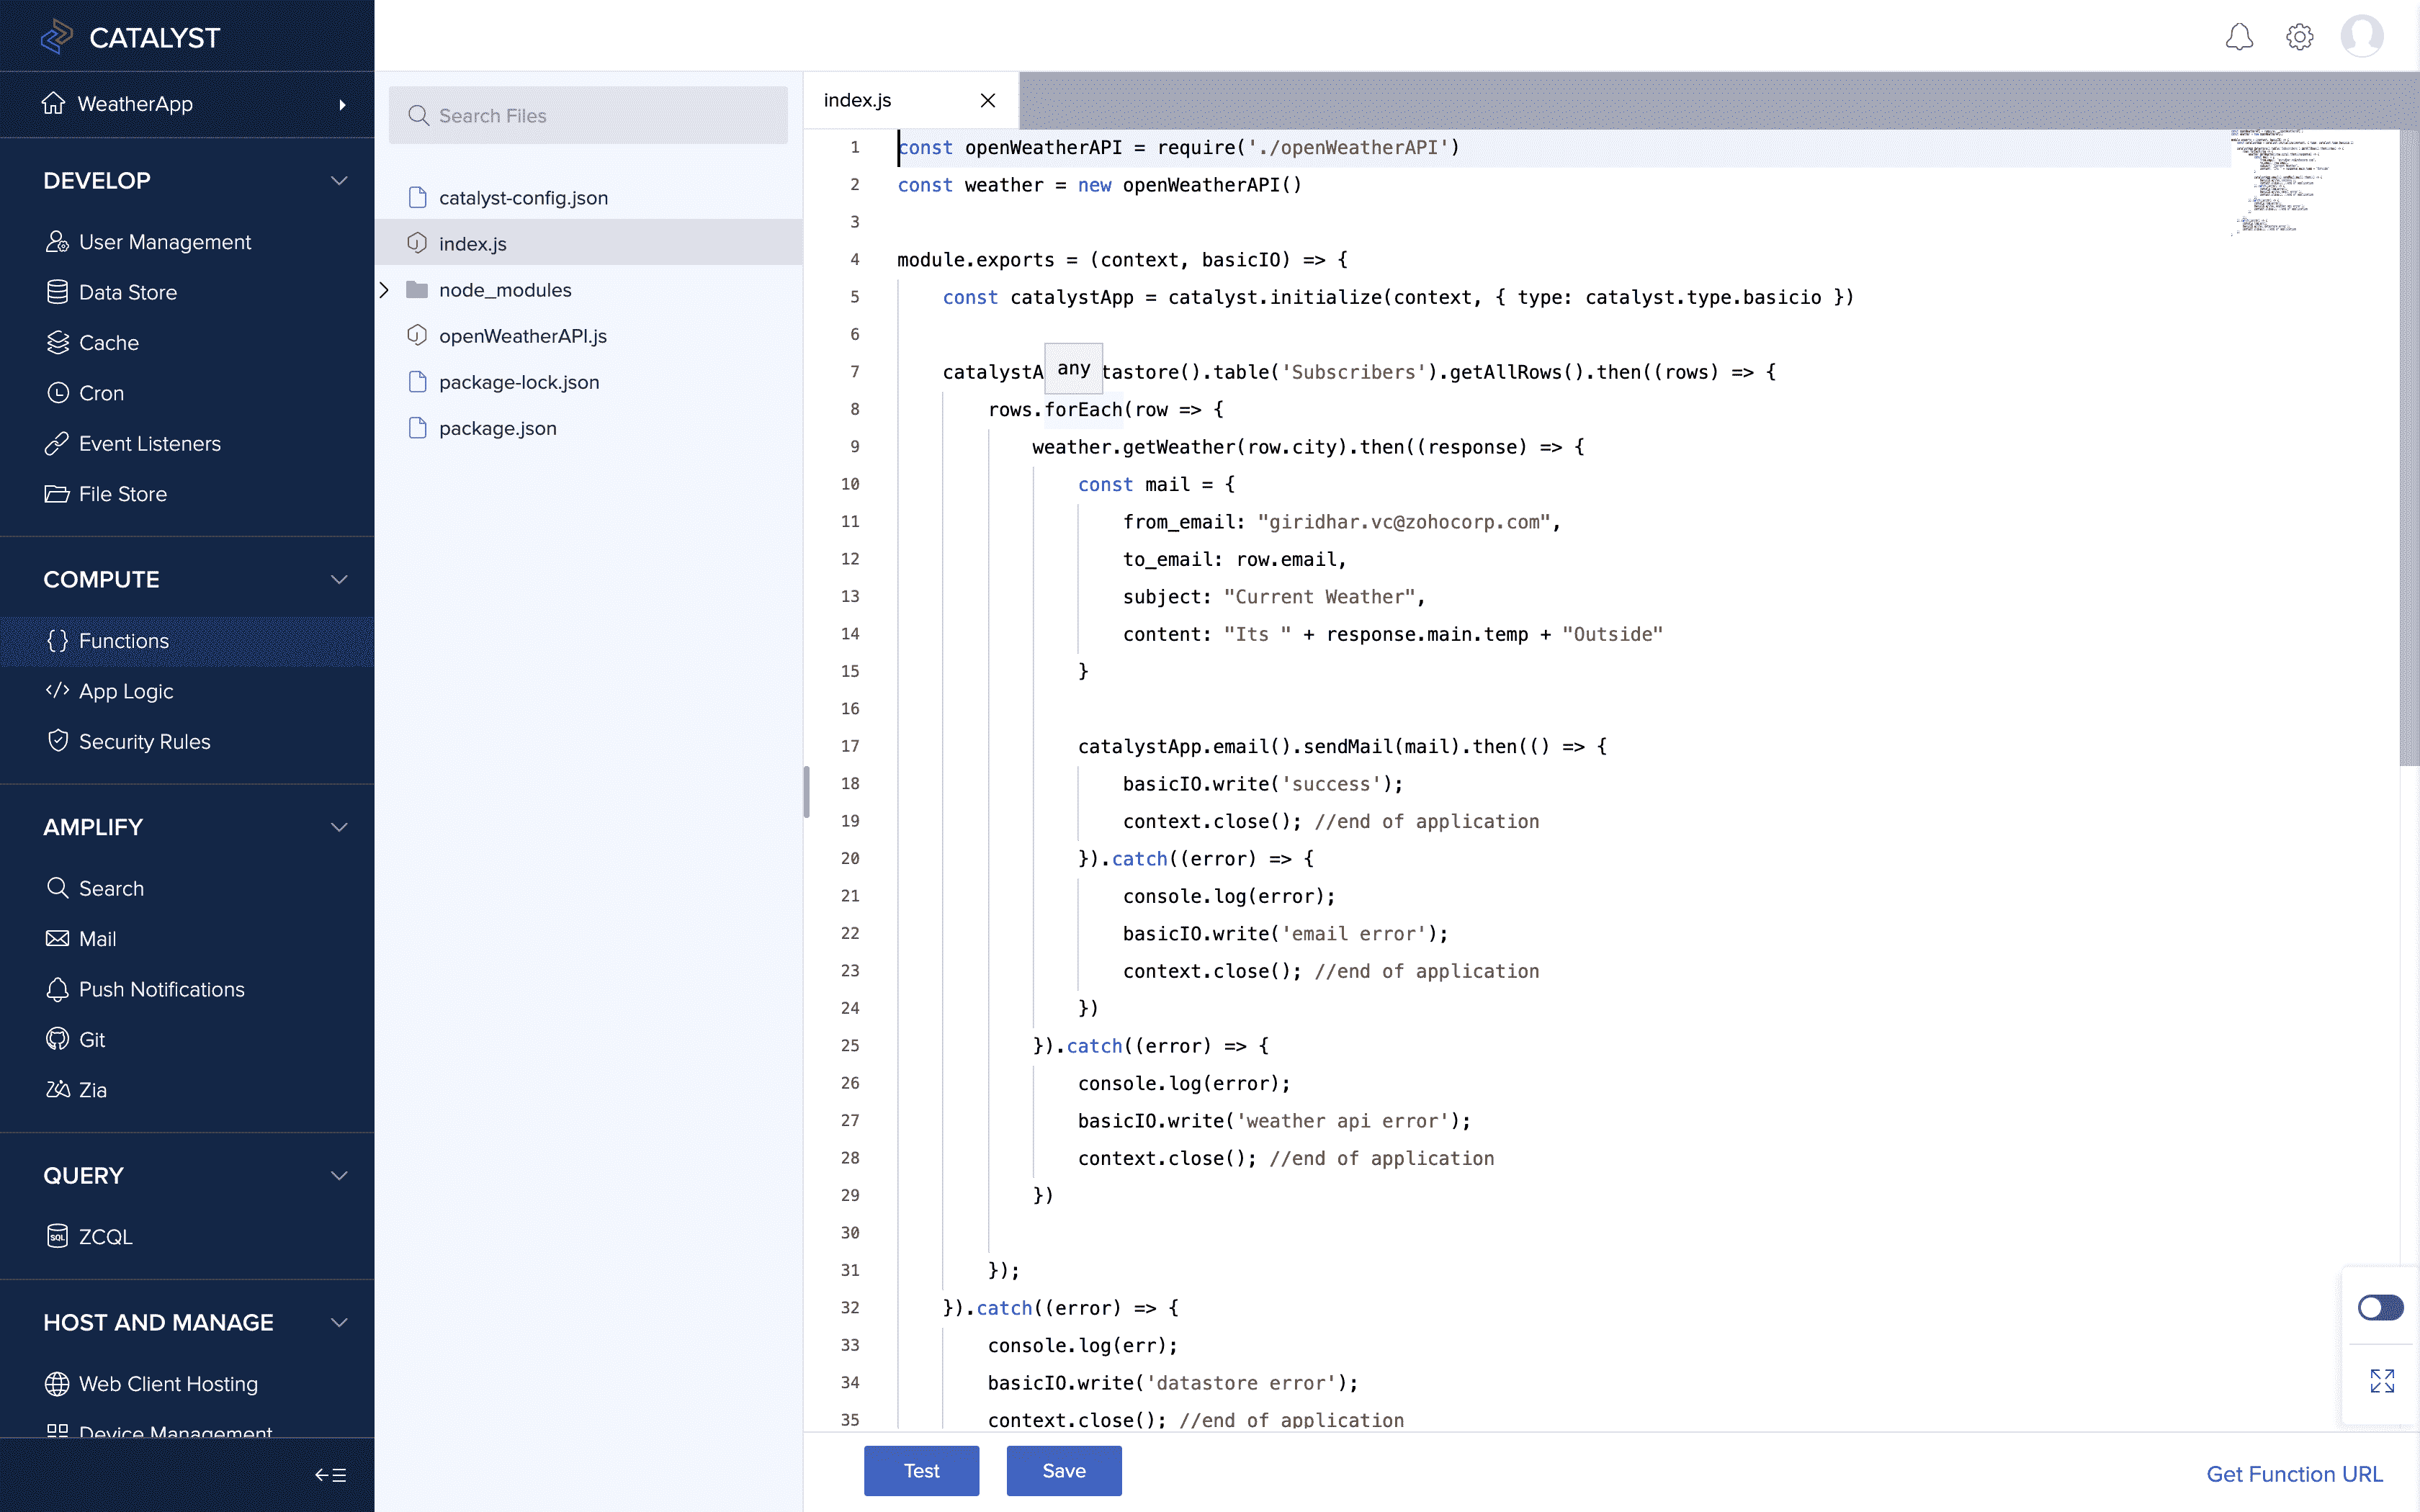 CATALYST
WeatherApp
DEVELOP
User Management
Data Store
Cache
Cron
Event Listeners
File Store
COMPUTE
Functions
App Logic
Security Rules
AMPLIFY
Search
Mail
Push Notifications
Git
Zia
QUERY
SQL ZCQL
HOST AND MANAGE
Web Client Hosting
Device Management
Search Files
catalyst-config.json
index.js
node_modules
openWeatherAPI.js
package-lock.json
package.json
index.js
1 const openWeatherAPI = require('./openWeatherAPI')
2 const weather = new openWeatherAPI()
3
4 module.exports = (context, basicIO) => {
5 const catalystApp = catalyst.initialize(context, { type: catalyst.type.basicio })
6
any
7 catalystA tastore().table('Subscribers').getAllRows().then((rows) => {
8 rows.forEach(row => {
9 weather.getWeather(row.city).then((response) => {
10 const mail = {
11 from_email: "giridhar.vc@zohocorp.com",
12 to_email: row.email,
13 subject: "Current Weather",
14 content: "Its " + response.main.temp + "Outside"
15 }
16
17 catalystApp.email().sendMail(mail).then(() => {
18 basicIO.write('success');
19 context.close(); //end of application
20 }).catch((error) => {
21 console.log(error);
22 basicIO.write('email error');
23 context.close(); //end of application
24 })
25 }).catch((error) => {
26 console.log(error);
27 basicIO.write('weather api error');
28 context.close(); //end of application
29 })
30
31 });
32 }).catch((error) => {
33 console.log(err);
34 basicIO.write('datastore error');
35 context.close(); //end of application
Test
Save
Get Function URL